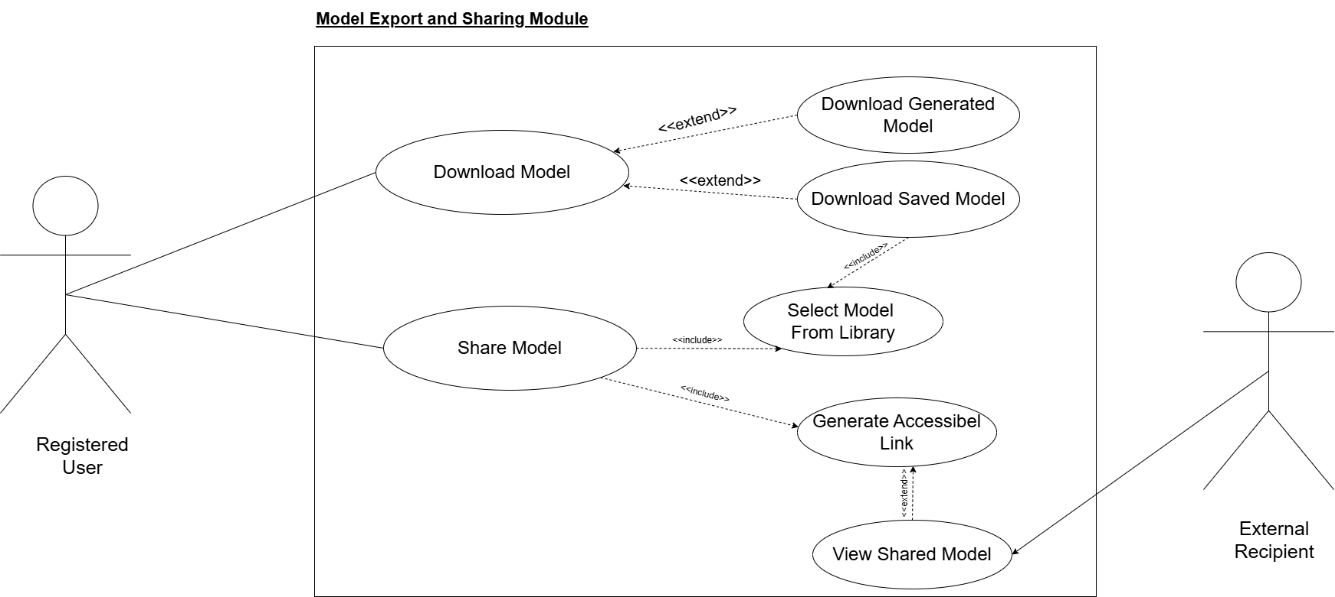 Model Export and Sharing Module
Download Generated
Model
<<extend>>
Download Model
<<extend>>
Download Saved Model
<<include>>
Select Model
From Library
Share Model
<<include>>
<<include>>
Generate Accessibel
Link
<<extend>>
View Shared Model
Registered
User
External
Recipient